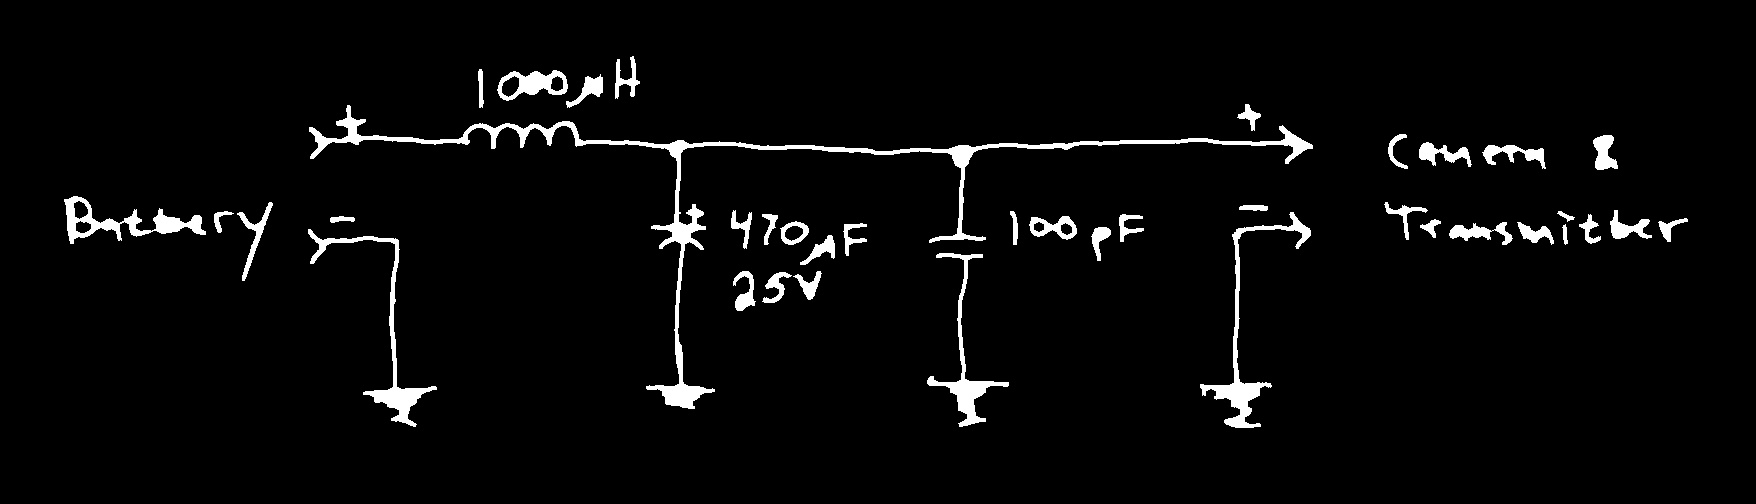 1000µH
+
+
Camera &
Battery
-
+
470µF
25V
100pF
-
Transmitter